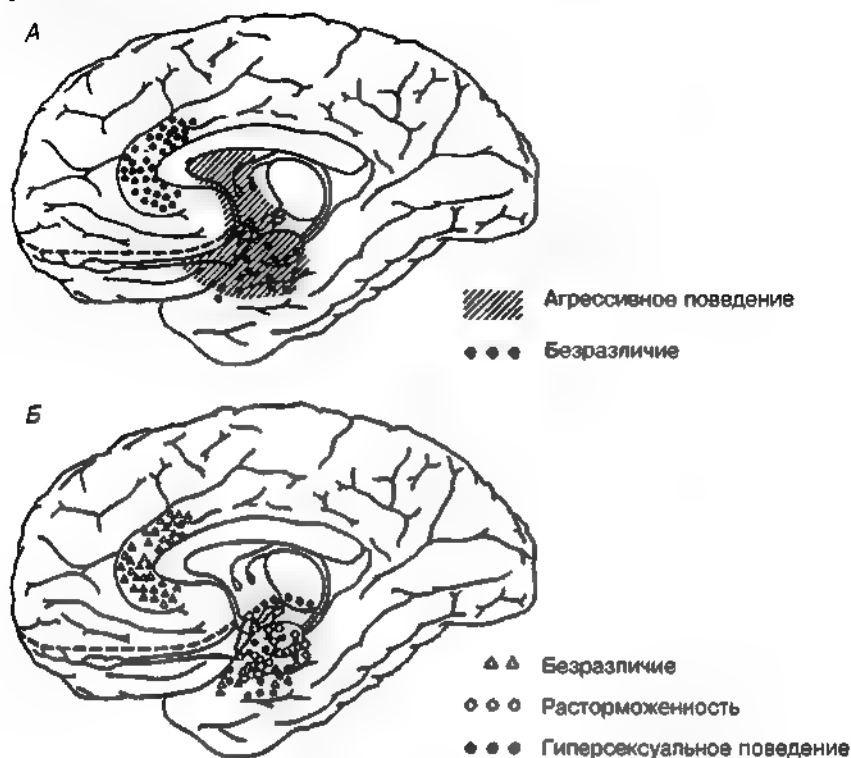 А
Агрессивное поведение
Безразличие
Б
Безразличие
Расторможенность
Гиперсексуальное поведение